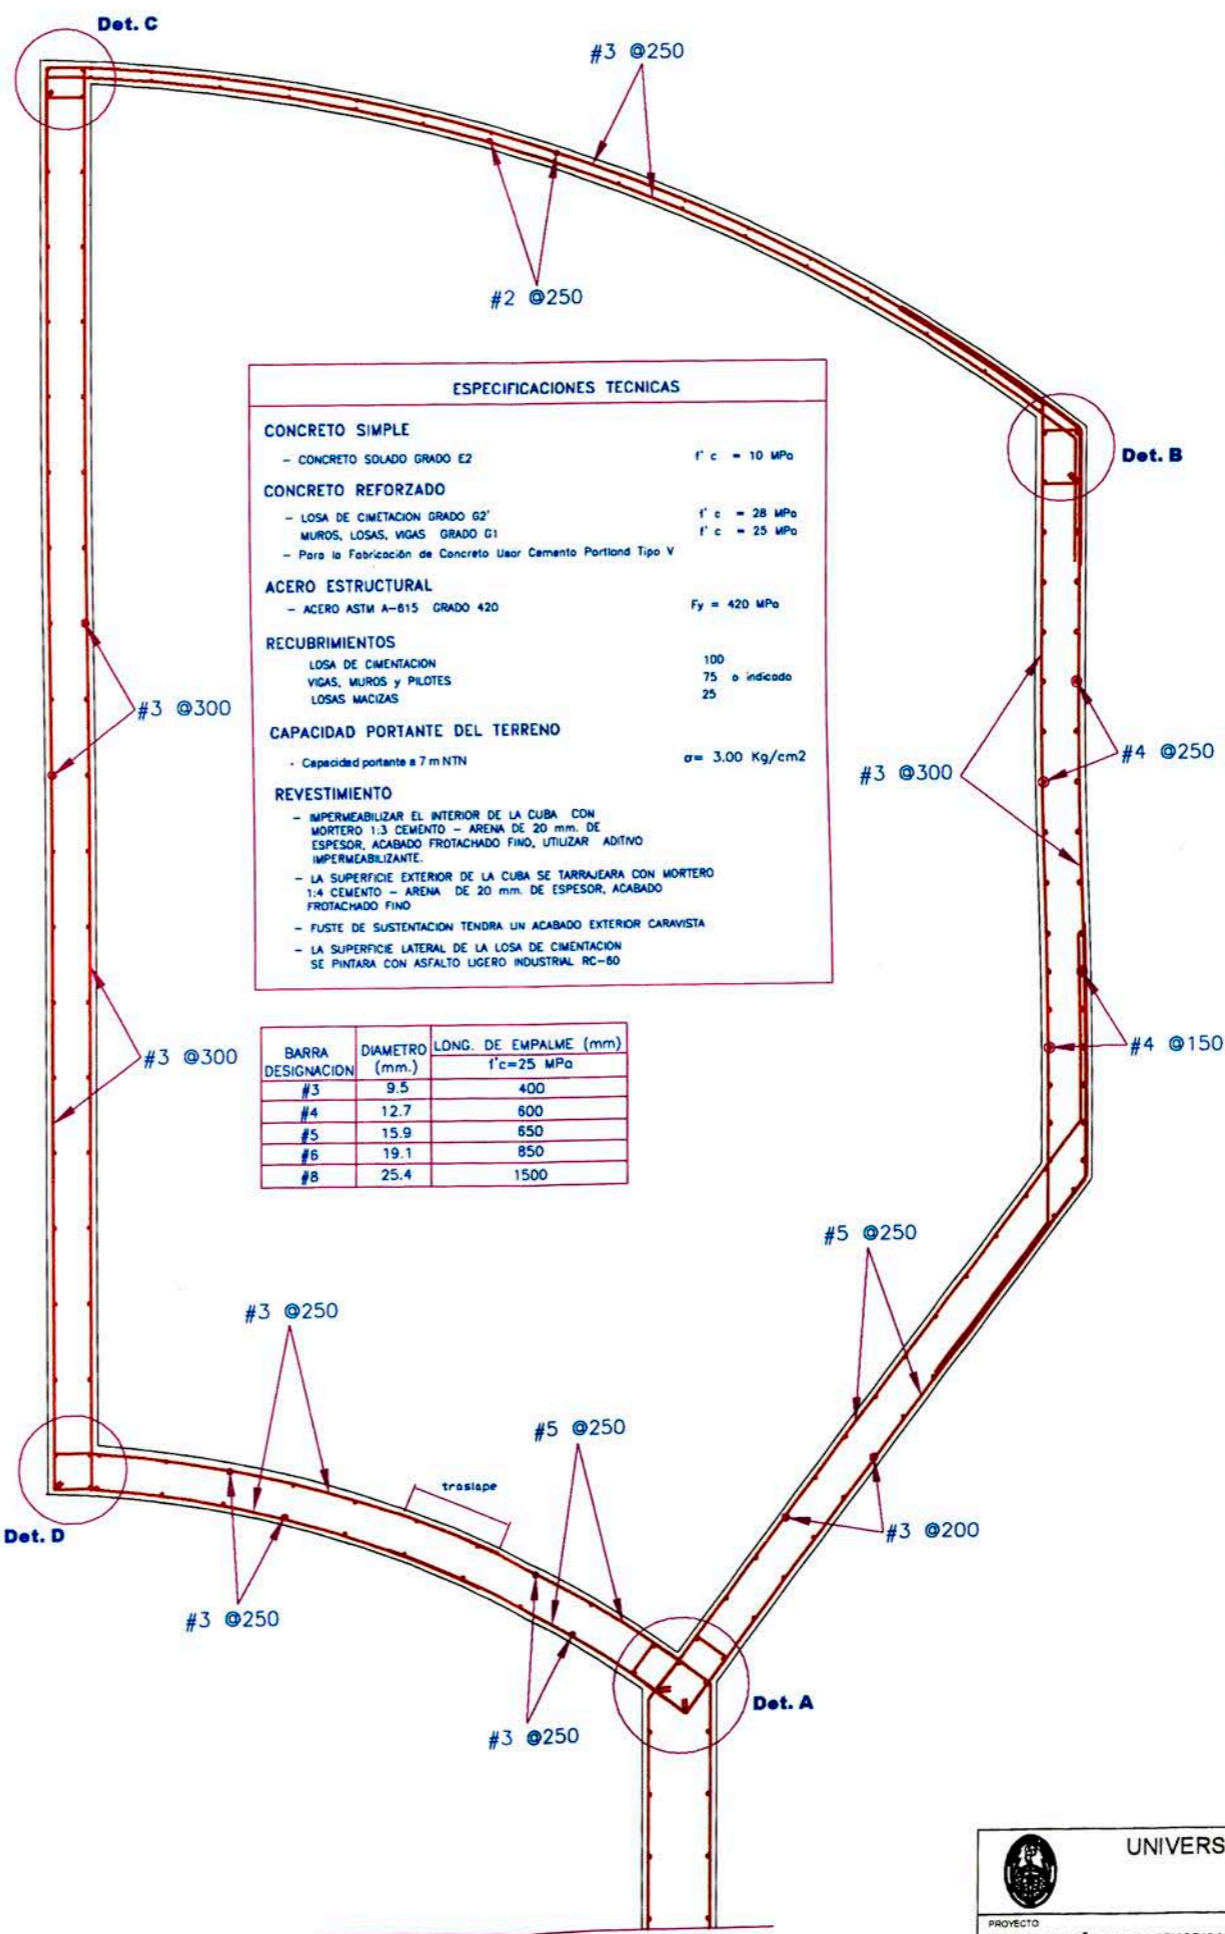 Det. C
#3 @250
#2 @250
ESPECIFICACIONES TECNICAS
CONCRETO SIMPLE
- CONCRETO SOLADO GRADO E2 f' c = 10 MPa
CONCRETO REFORZADO
- LOSA DE CIMETACION GRADO G2' f' c = 28 MPa
MUROS, LOSAS, VIGAS GRADO G1 f' c = 25 MPa
- Para la Fabricación de Concreto Usar Cemento Portland Tipo V
ACERO ESTRUCTURAL
- ACERO ASTM A-615 GRADO 420 Fy = 420 MPa
RECUBRIMIENTOS
LOSA DE CIMENTACION 100
VIGAS, MUROS y PILOTES 75 o indicado
LOSAS MACIZAS 25
CAPACIDAD PORTANTE DEL TERRENO
- Capacidad portante a 7 m NTN σ= 3.00 Kg/cm2
REVESTIMIENTO
- IMPERMEABILIZAR EL INTERIOR DE LA CUBA CON
MORTERO 1:3 CEMENTO - ARENA DE 20 mm. DE
ESPESOR, ACABADO FROTACHADO FINO, UTILIZAR ADITIVO
IMPERMEABILIZANTE.
- LA SUPERFICIE EXTERIOR DE LA CUBA SE TARRAJEARA CON MORTERO
1:4 CEMENTO - ARENA DE 20 mm. DE ESPESOR, ACABADO
FROTACHADO FINO
- FUSTE DE SUSTENTACION TENDRA UN ACABADO EXTERIOR CARAVISTA
- LA SUPERFICIE LATERAL DE LA LOSA DE CIMENTACION
SE PINTARA CON ASFALTO LIGERO INDUSTRIAL RC-60
Det. B
#3 @300
#3 @300
#4 @250
#3 @300
#4 @150
BARRA DESIGNACION DIAMETRO (mm.) LONG. DE EMPALME (mm) f'c=25 MPa
#3 9.5 400
#4 12.7 600
#5 15.9 650
#6 19.1 850
#8 25.4 1500
#5 @250
#3 @250
#5 @250
traslape
#3 @200
Det. D
#3 @250
Det. A
#3 @250
UNIVERS
PROYECTO